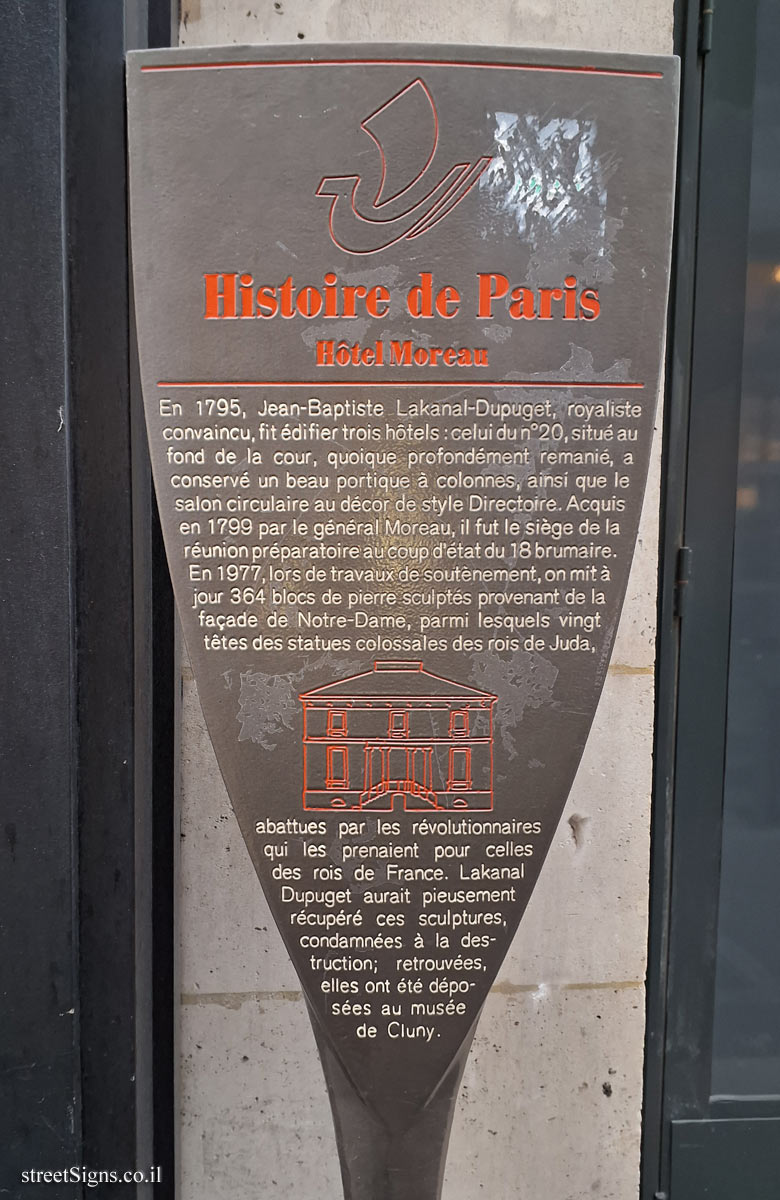 Histoire de Paris
Hôtel Moreau
En 1795, Jean-Baptiste Lakanal-Dupuget, royaliste
convaincu, fit édifier trois hôtels : celui du n°20, situé au
fond de la cour, quoique profondément remanié, a
conservé un beau portique à colonnes, ainsi que le
salon circulaire au décor de style Directoire. Acquis
en 1799 par le général Moreau, il fut le siège de la
réunion préparatoire au coup d'état du 18 brumaire.
En 1977, lors de travaux de soutènement, on mit à
jour 364 blocs de pierre sculptés provenant de la
façade de Notre-Dame, parmi lesquels vingt
têtes des statues colossales des rois de Juda,
abattues par les révolutionnaires
qui les prenaient pour celles
des rois de France. Lakanal
Dupuget aurait pieusement
récupéré ces sculptures,
condamnées à la des-
truction; retrouvées,
elles ont été dépo-
sées au musée
de Cluny.
streetSigns.co.il